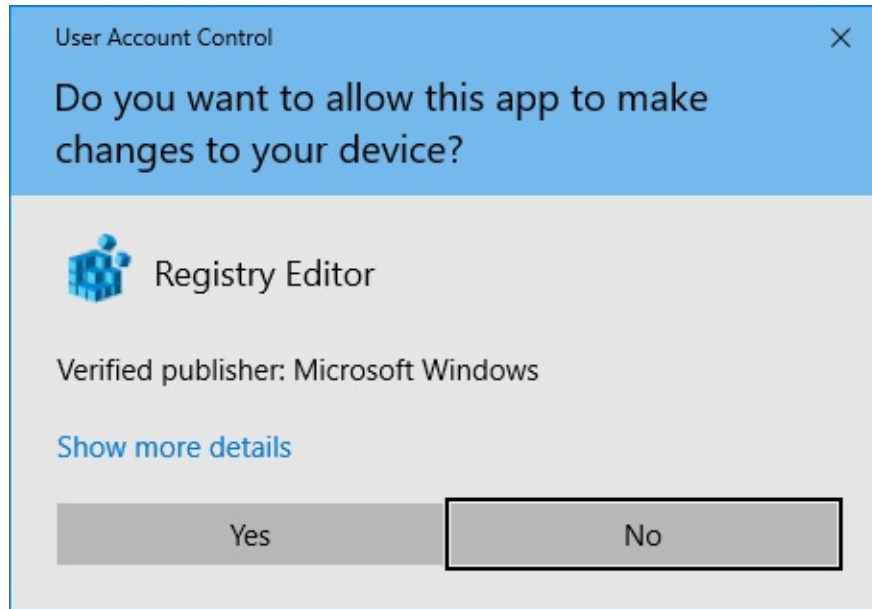 User Account Control
Do you want to allow this app to make
changes to your device?
Registry Editor
Verified publisher: Microsoft Windows
Show more details
Yes
No